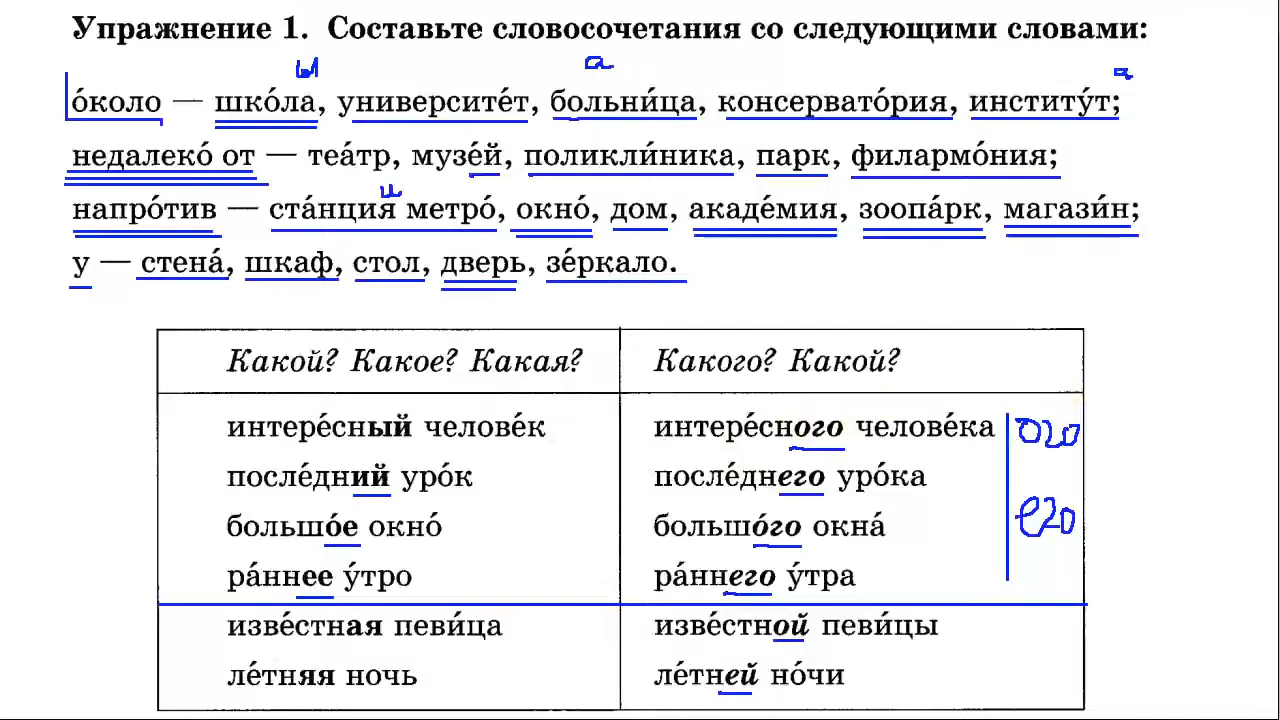 Упражнение 1. Составьте словосочетания со следующими словами:
ы а а
о́коло — шко́ла, университе́т, больни́ца, консервато́рия, институ́т;
недалеко́ от — теа́тр, музе́й, поликли́ника, парк, филармо́ния;
и
напро́тив — ста́нция метро́, окно́, дом, акаде́мия, зоопа́рк, магази́н;
у — стена́, шкаф, стол, дверь, зе́ркало.
Какой? Какое? Какая? Какого? Какой?
интере́сный челове́к интере́сного челове́ка ого
после́дний уро́к после́днего уро́ка
большо́е окно́ большо́го окна́ его
ра́ннее у́тро ра́ннего у́тра
изве́стная певи́ца изве́стной певи́цы
ле́тняя ночь ле́тней но́чи